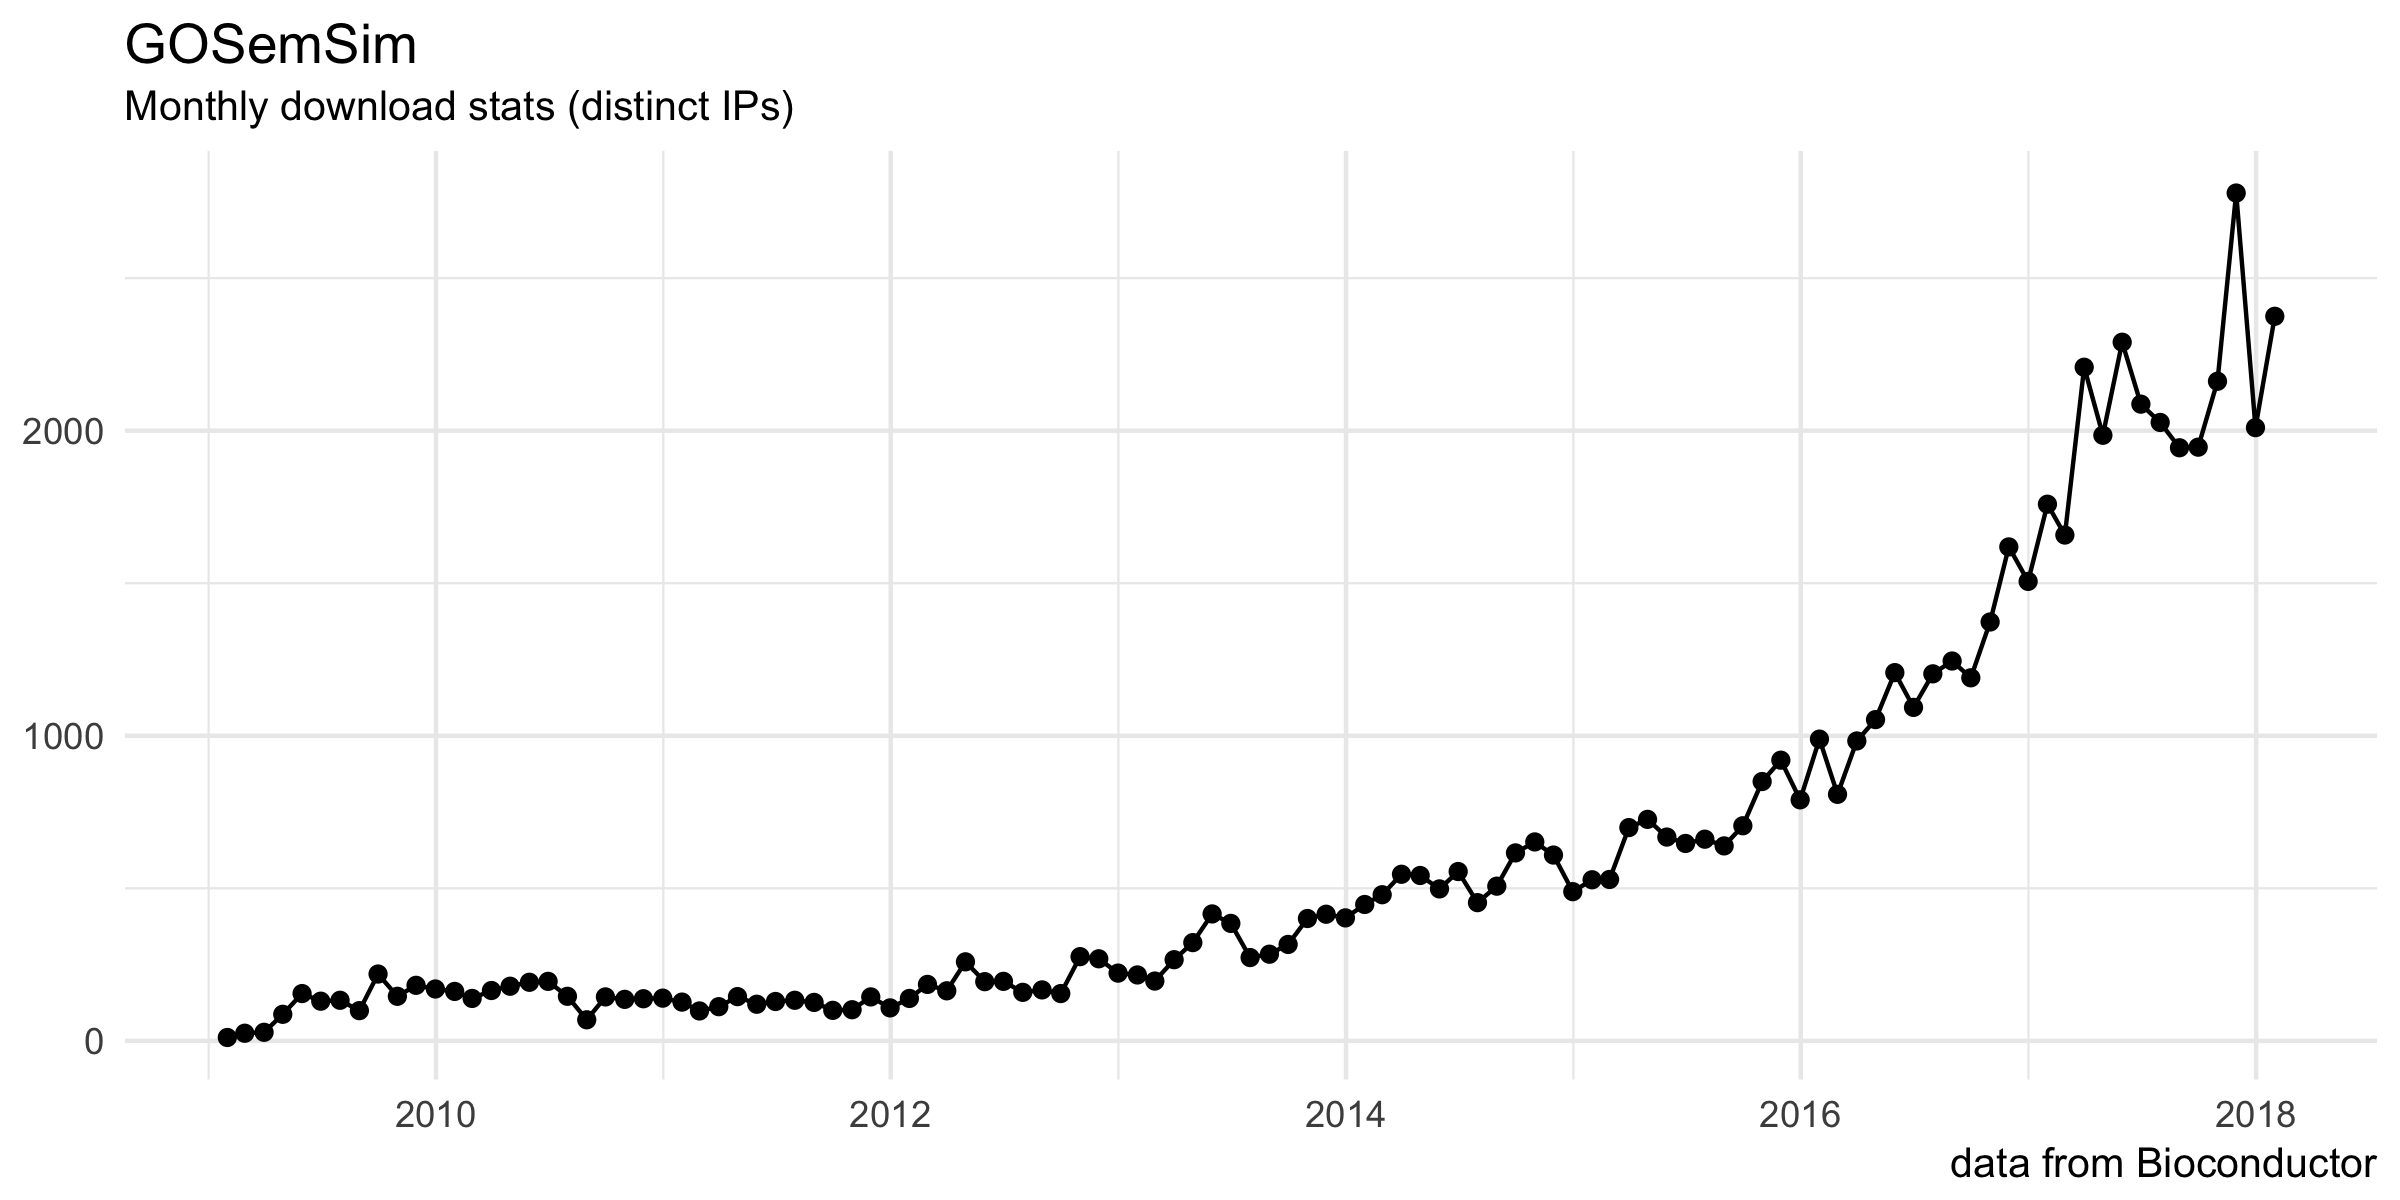 GOSemSim
Monthly download stats (distinct IPs)
2000
1000
0
2010 2012 2014 2016 2018
data from Bioconductor